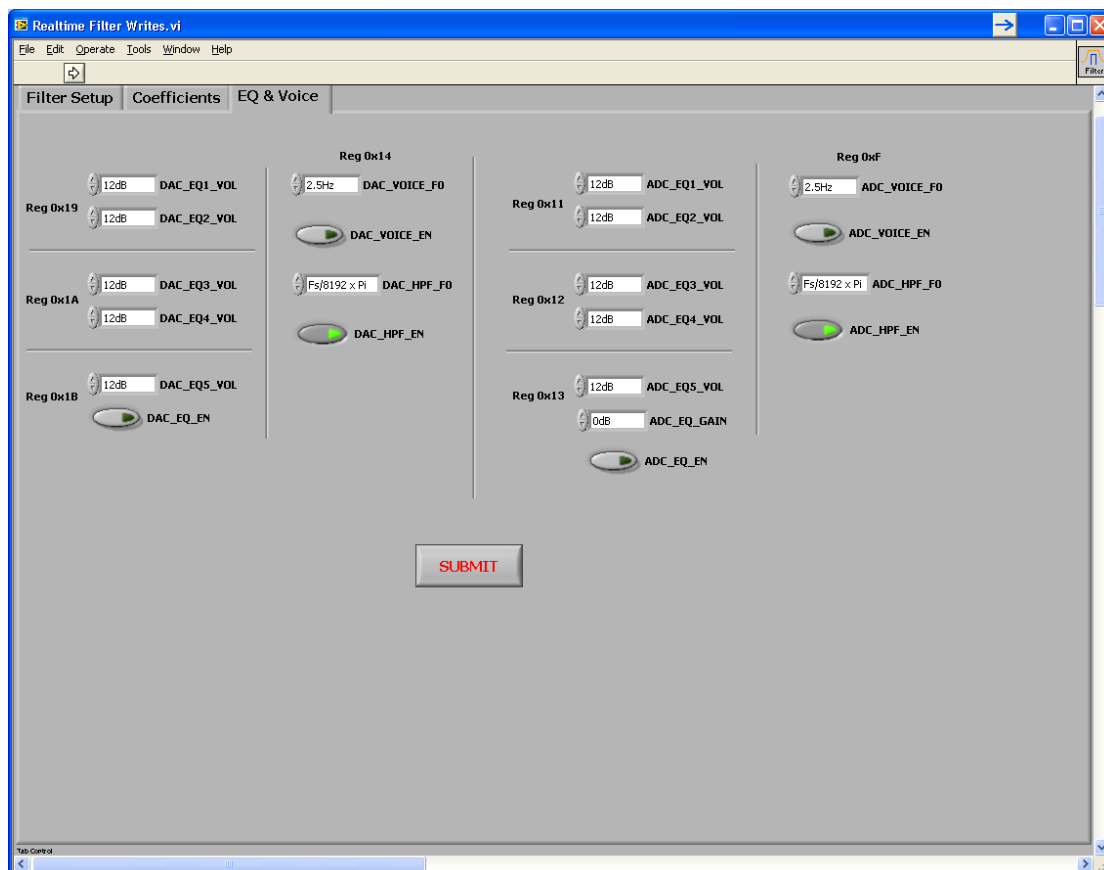 Realtime Filter Writes.vi
File Edit Operate Tools Window Help
Filter
Filter Setup Coefficients EQ & Voice
Reg 0x19
12dB DAC_EQ1_VOL
12dB DAC_EQ2_VOL
Reg 0x1A
12dB DAC_EQ3_VOL
12dB DAC_EQ4_VOL
Reg 0x1B
12dB DAC_EQ5_VOL
DAC_EQ_EN
Reg 0x14
2.5Hz DAC_VOICE_F0
DAC_VOICE_EN
Fs/8192 x Pi DAC_HPF_F0
DAC_HPF_EN
Reg 0x11
12dB ADC_EQ1_VOL
12dB ADC_EQ2_VOL
Reg 0x12
12dB ADC_EQ3_VOL
12dB ADC_EQ4_VOL
Reg 0x13
12dB ADC_EQ5_VOL
0dB ADC_EQ_GAIN
ADC_EQ_EN
Reg 0xF
2.5Hz ADC_VOICE_F0
ADC_VOICE_EN
Fs/8192 x Pi ADC_HPF_F0
ADC_HPF_EN
SUBMIT
Tab Control